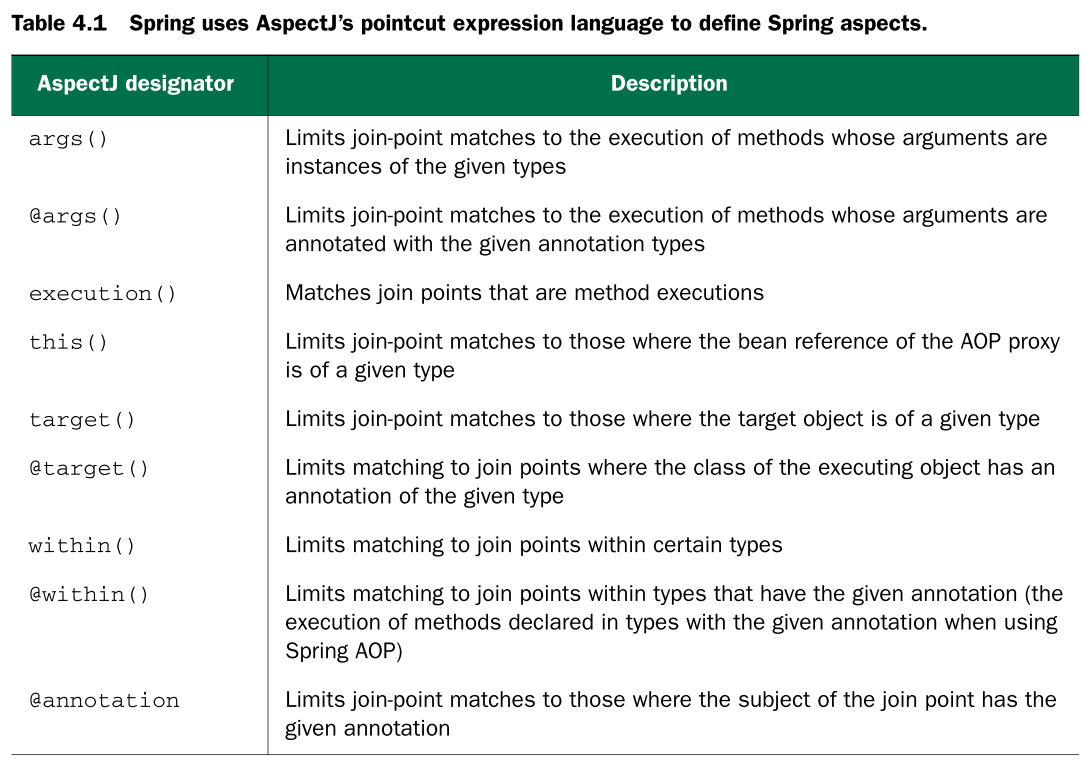 Table 4.1 Spring uses AspectJ's pointcut expression language to define Spring aspects.
AspectJ designator Description
args() Limits join-point matches to the execution of methods whose arguments are
instances of the given types
@args() Limits join-point matches to the execution of methods whose arguments are
annotated with the given annotation types
execution() Matches join points that are method executions
this() Limits join-point matches to those where the bean reference of the AOP proxy
is of a given type
target() Limits join-point matches to those where the target object is of a given type
@target() Limits matching to join points where the class of the executing object has an
annotation of the given type
within() Limits matching to join points within certain types
@within() Limits matching to join points within types that have the given annotation (the
execution of methods declared in types with the given annotation when using
Spring AOP)
@annotation Limits join-point matches to those where the subject of the join point has the
given annotation